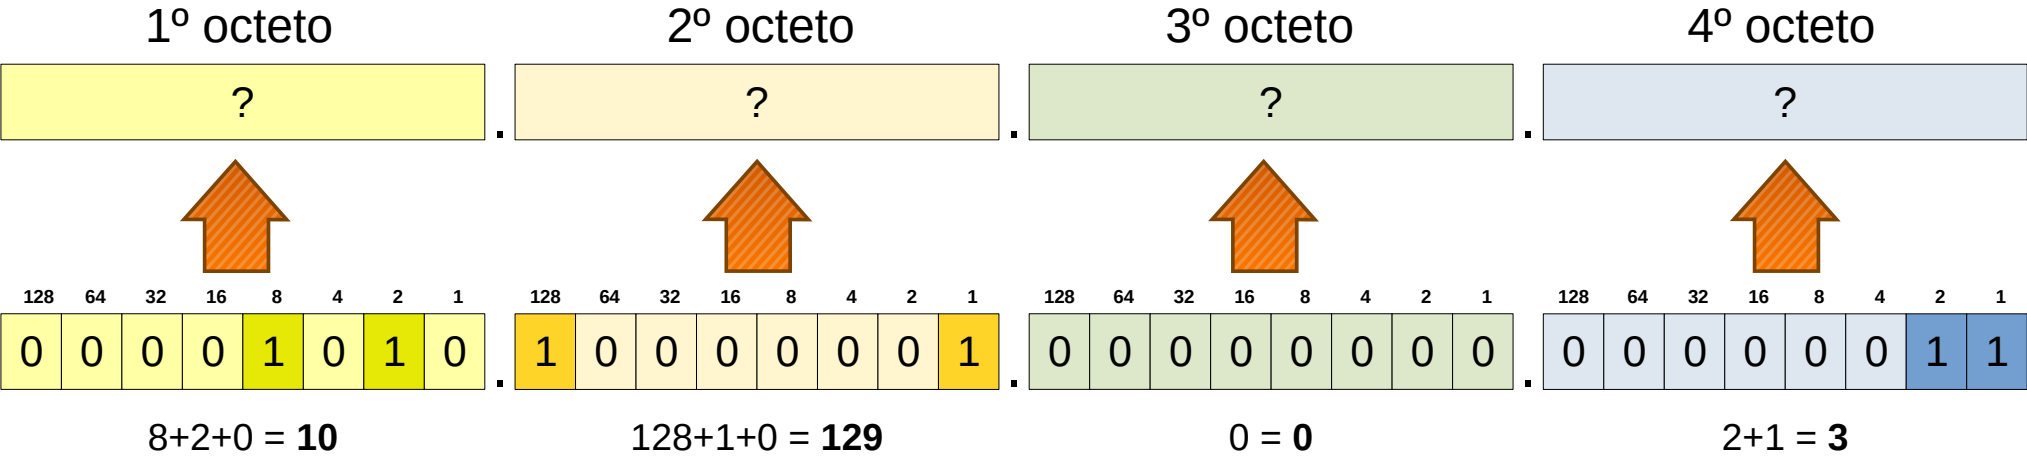 1º octeto 2º octeto 3º octeto 4º octeto
? . ? . ? . ?
128 64 32 16 8 4 2 1 128 64 32 16 8 4 2 1 128 64 32 16 8 4 2 1 128 64 32 16 8 4 2 1
0 0 0 0 1 0 1 0 . 1 0 0 0 0 0 0 1 . 0 0 0 0 0 0 0 0 . 0 0 0 0 0 0 1 1
8+2+0 = 10 128+1+0 = 129 0 = 0 2+1 = 3